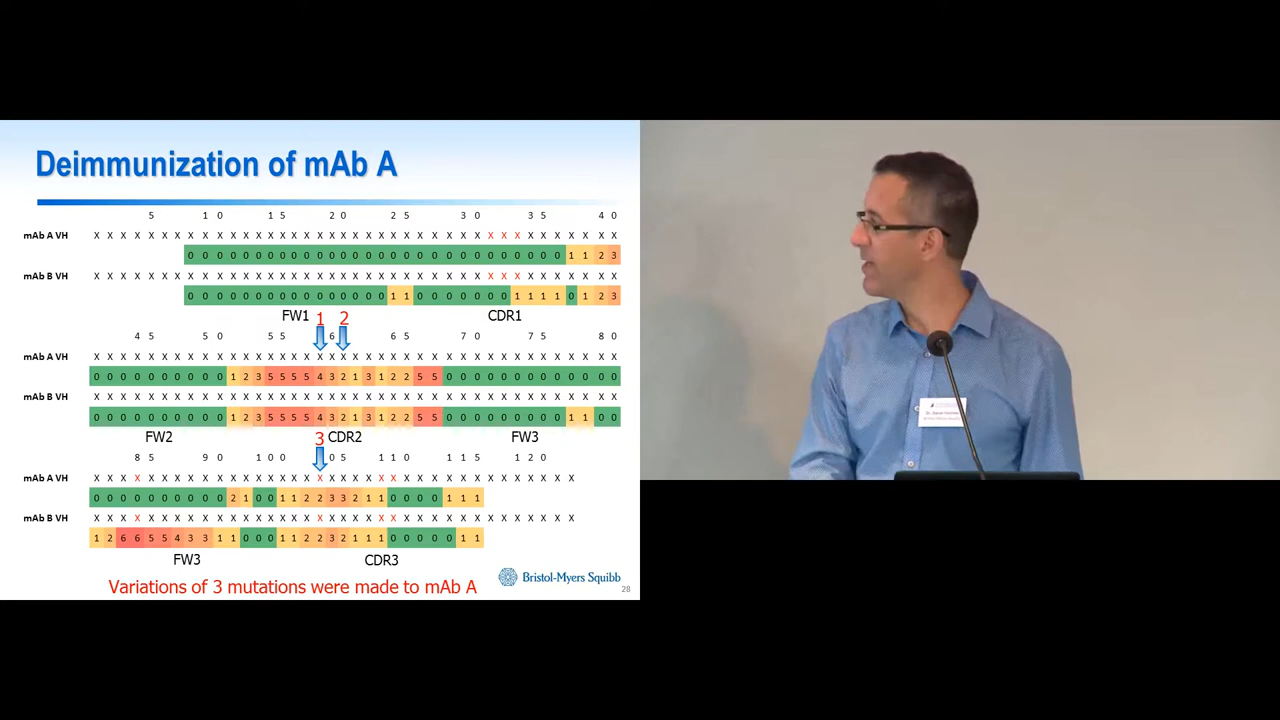 Deimmunization of mAb A
5 10 15 20 25 30 35 40
mAb A VH X X X X X X X X X X X X X X X X X X X X X X X X X X X X X X X X X X X X X X X X
0 0 0 0 0 0 0 0 0 0 0 0 0 0 0 0 0 0 0 0 0 0 0 0 0 0 0 0 0 1 1 2 3
mAb B VH X X X X X X X X X X X X X X X X X X X X X X X X X X X X X X X X X X X X X X X X
0 0 0 0 0 0 0 0 0 0 0 0 0 0 0 0 1 1 0 0 0 0 0 0 0 1 1 1 1 0 1 2 3
FW1 1 2 CDR1
45 50 55 6 65 70 75 80
mAb A VH X X X X X X X X X X X X X X X X X X X X X X X X X X X X X X X X X X X X X X X X
0 0 0 0 0 0 0 0 0 0 1 2 3 5 5 5 5 4 3 2 1 3 1 2 2 5 5 0 0 0 0 0 0 0 0 0 0 0 0 0
mAb B VH X X X X X X X X X X X X X X X X X X X X X X X X X X X X X X X X X X X X X X X X
0 0 0 0 0 0 0 0 0 0 1 2 3 5 5 5 5 4 3 2 1 3 1 2 2 5 5 0 0 0 0 0 0 0 0 0 1 1 0 0
FW2 3 CDR2 FW3
85 90 100 05 110 115 120
mAb A VH X X X X X X X X X X X X X X X X X X X X X X X X X X X X X X X X X X X X X
0 0 0 0 0 0 0 0 0 0 2 1 0 0 1 1 2 2 3 3 2 1 1 0 0 0 0 1 1 1
mAb B VH X X X X X X X X X X X X X X X X X X X X X X X X X X X X X X X X X X X X X
1 2 6 6 5 5 4 3 3 1 1 0 0 0 1 1 2 2 3 2 1 1 1 0 0 0 0 0 1 1
FW3 CDR3
Variations of 3 mutations were made to mAb A
Bristol-Myers Squibb
28